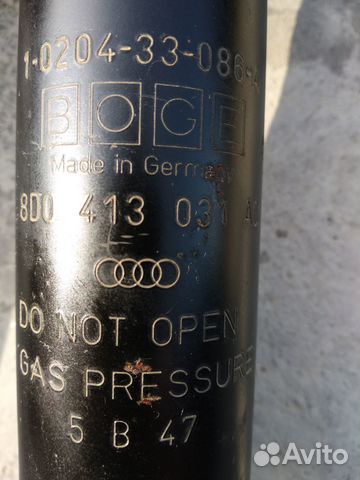 1-0204-33-086-A
BOGE
Made in Germany
8D0 413 031
DO NOT OPEN
GAS PRESSURE
5 B 47
Avito